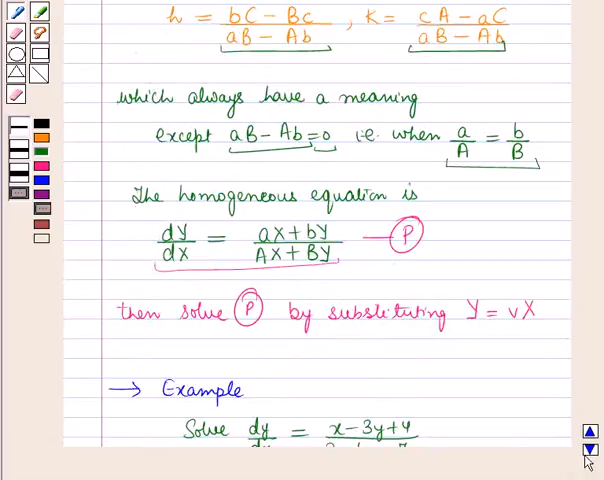 h = bC - Bc / aB - Ab , K = cA - aC / aB - Ab
which always have a meaning
except aB - Ab = 0 i.e. when a/A = b/B
The homogeneous equation is
dY/dX = aX + bY / AX + BY — P
then solve P by substituting Y = vX
→ Example
Solve dy = x - 3y + 4